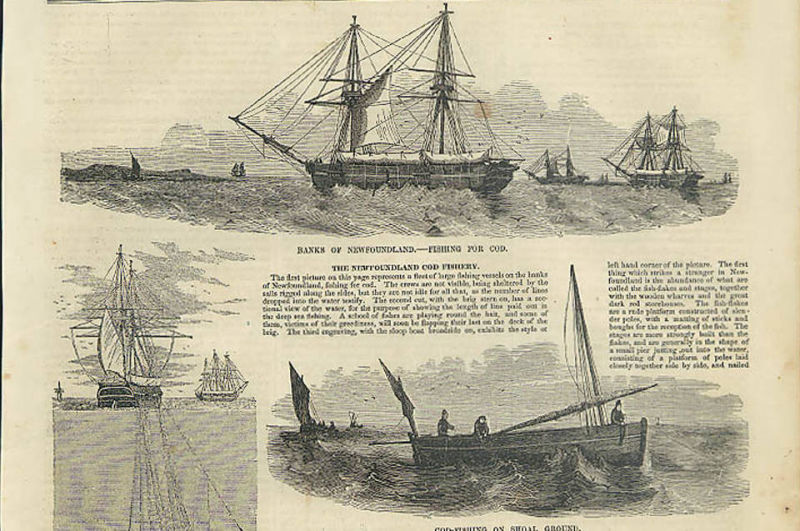 BANKS OF NEWFOUNDLAND.—FISHING FOR COD.
THE NEWFOUNDLAND COD FISHERY.
The first picture on this page represents a fleet of large fishing vessels on the banks
of Newfoundland, fishing for cod. The crews are not visible, being sheltered by the
sails rigged along the sides, but they are not idle for all that, as the number of lines
dropped into the water testify. The second cut, with the brig stern on, has a sec-
tional view of the water, for the purpose of showing the length of line paid out in
the deep sea fishing. A school of fishes are playing round the bait, and some of
them, victims of their greediness, will soon be flapping their last on the deck of the
brig. The third engraving, with the sloop boat broadside on, exhibits the style of
left hand corner of the picture. The first
thing which strikes a stranger in New-
foundland is the abundance of what are
called the fish-flakes and stages, together
with the wooden wharves and the great
dark red storehouses. The fish-flakes
are a rude platform constructed of slen-
der poles, with a matting of sticks and
boughs for the reception of the fish. The
stages are more strongly built than the
flakes, and are generally in the shape of
a small pier jutting out into the water,
consisting of a platform of poles laid
closely together side by side, and nailed
COD-FISHING ON SHOAL GROUND.